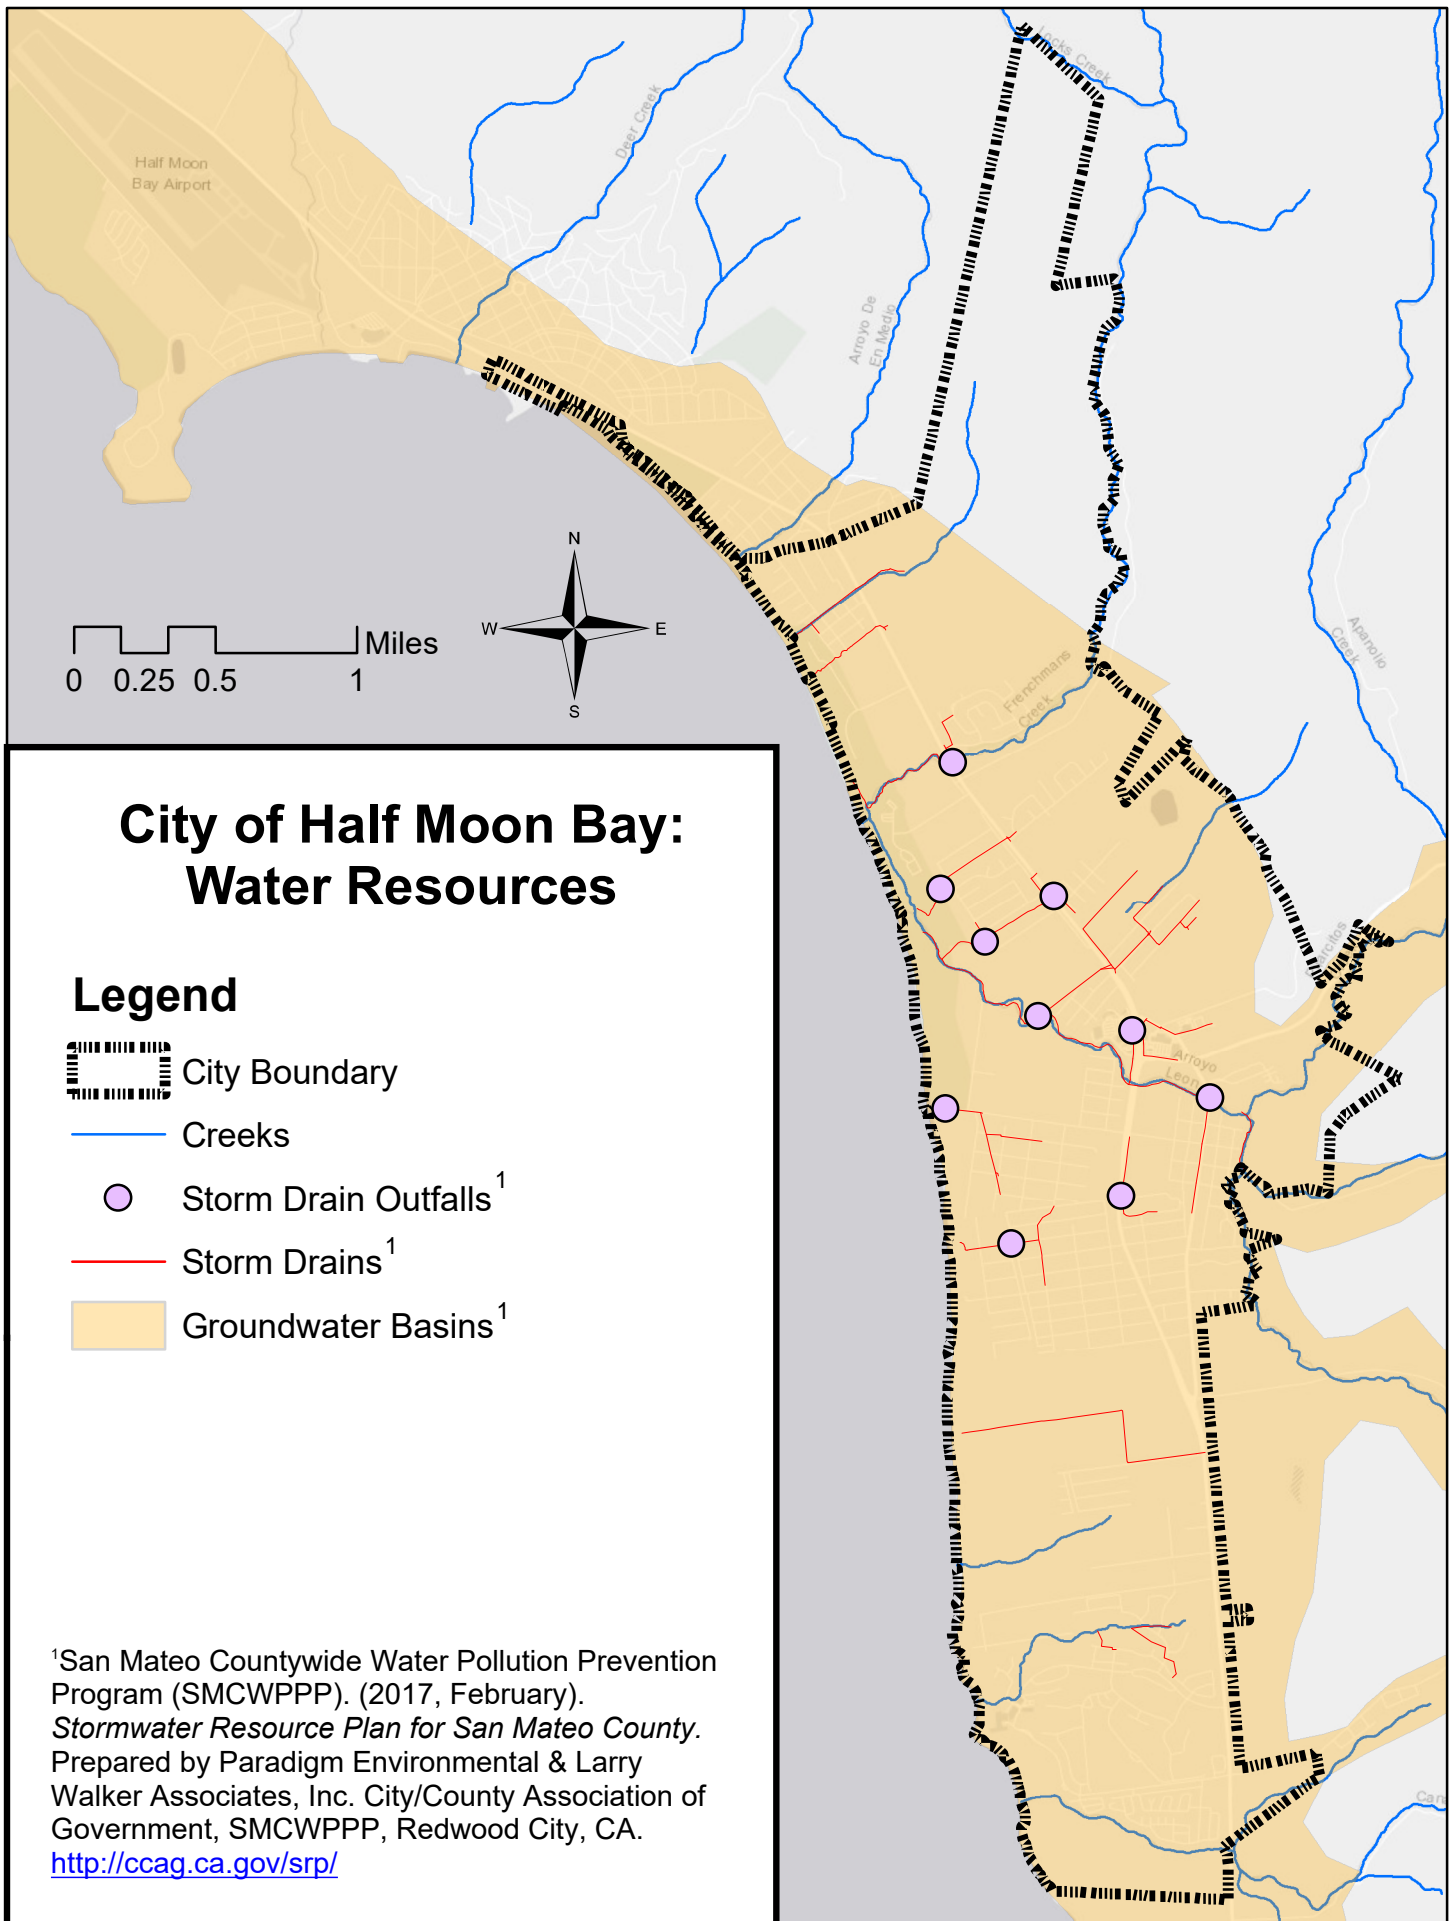 Locks Creek
Deer Creek
Half Moon
Bay Airport
Arroyo De
En Medio
N
W
E
S
Miles
0 0.25 0.5 1
Apanolio
Creek
Frenchmans
Creek
City of Half Moon Bay:
Water Resources
Legend
City Boundary
Creeks
Storm Drain Outfalls1
Storm Drains1
Groundwater Basins1
Arroyo
Leon
1San Mateo Countywide Water Pollution Prevention
Program (SMCWPPP). (2017, February).
Stormwater Resource Plan for San Mateo County.
Prepared by Paradigm Environmental & Larry
Walker Associates, Inc. City/County Association of
Government, SMCWPPP, Redwood City, CA.
http://ccag.ca.gov/srp/